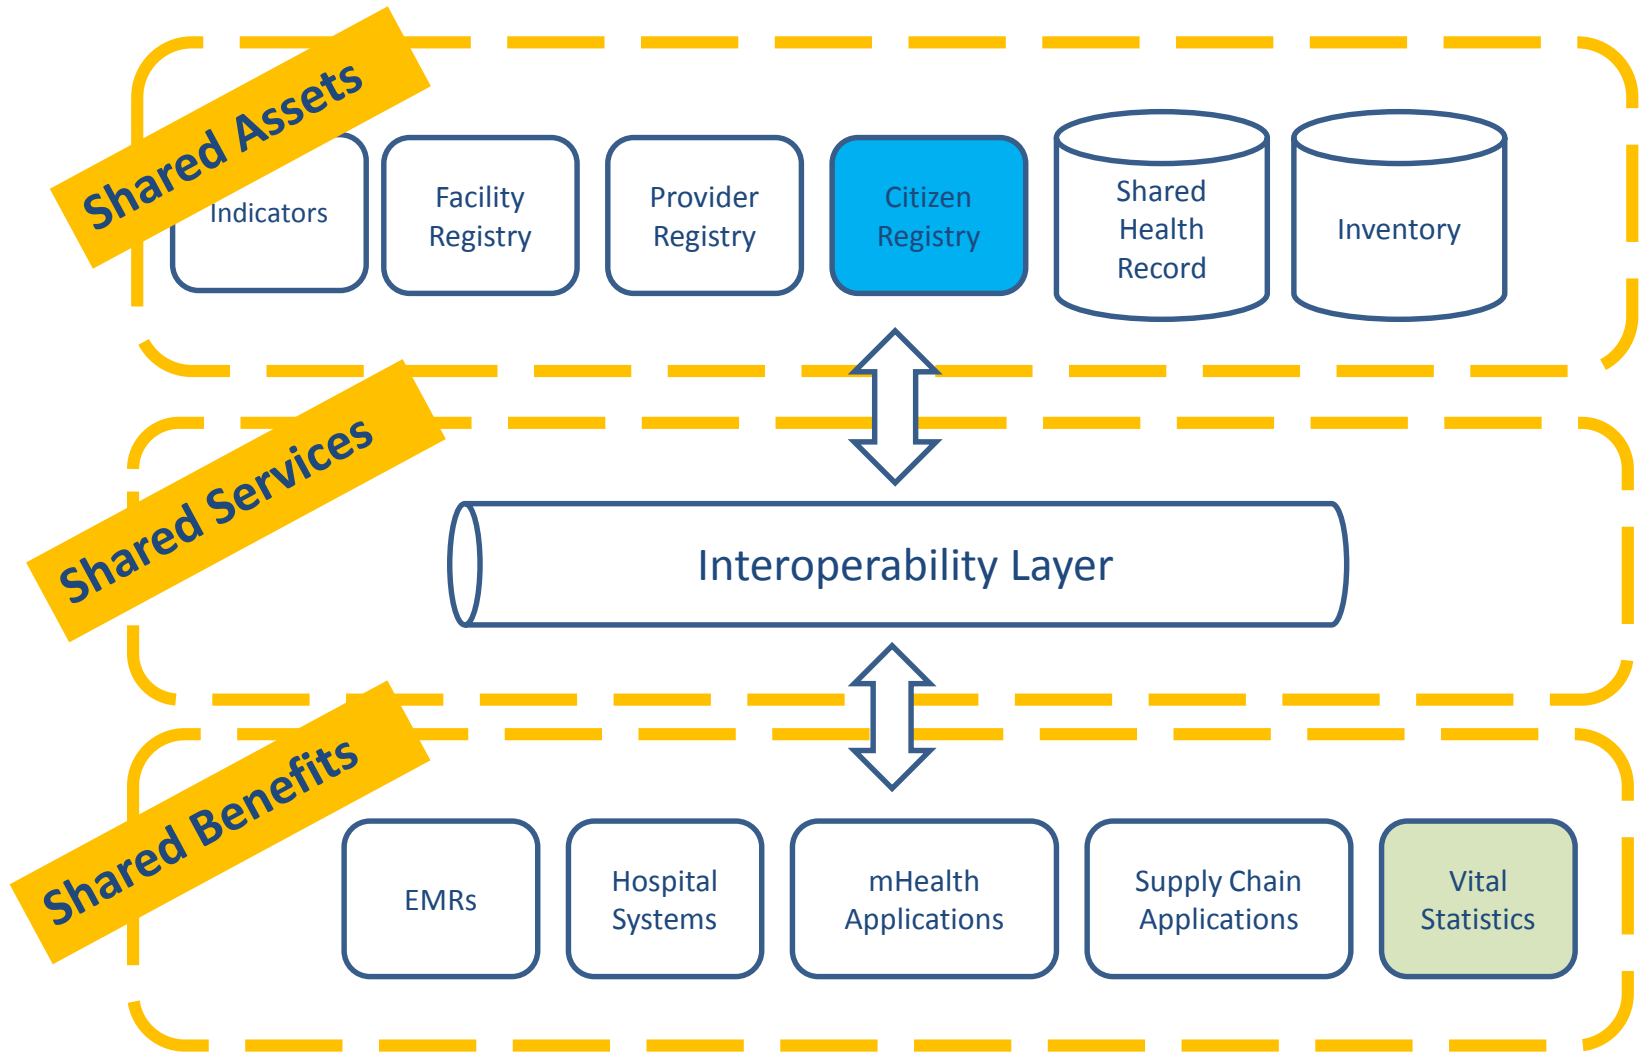 Shared Assets
Indicators
Facility
Registry
Provider
Registry
Citizen
Registry
Shared
Health
Record
Inventory
Shared Services
Interoperability Layer
Shared Benefits
EMRs
Hospital
Systems
mHealth
Applications
Supply Chain
Applications
Vital
Statistics